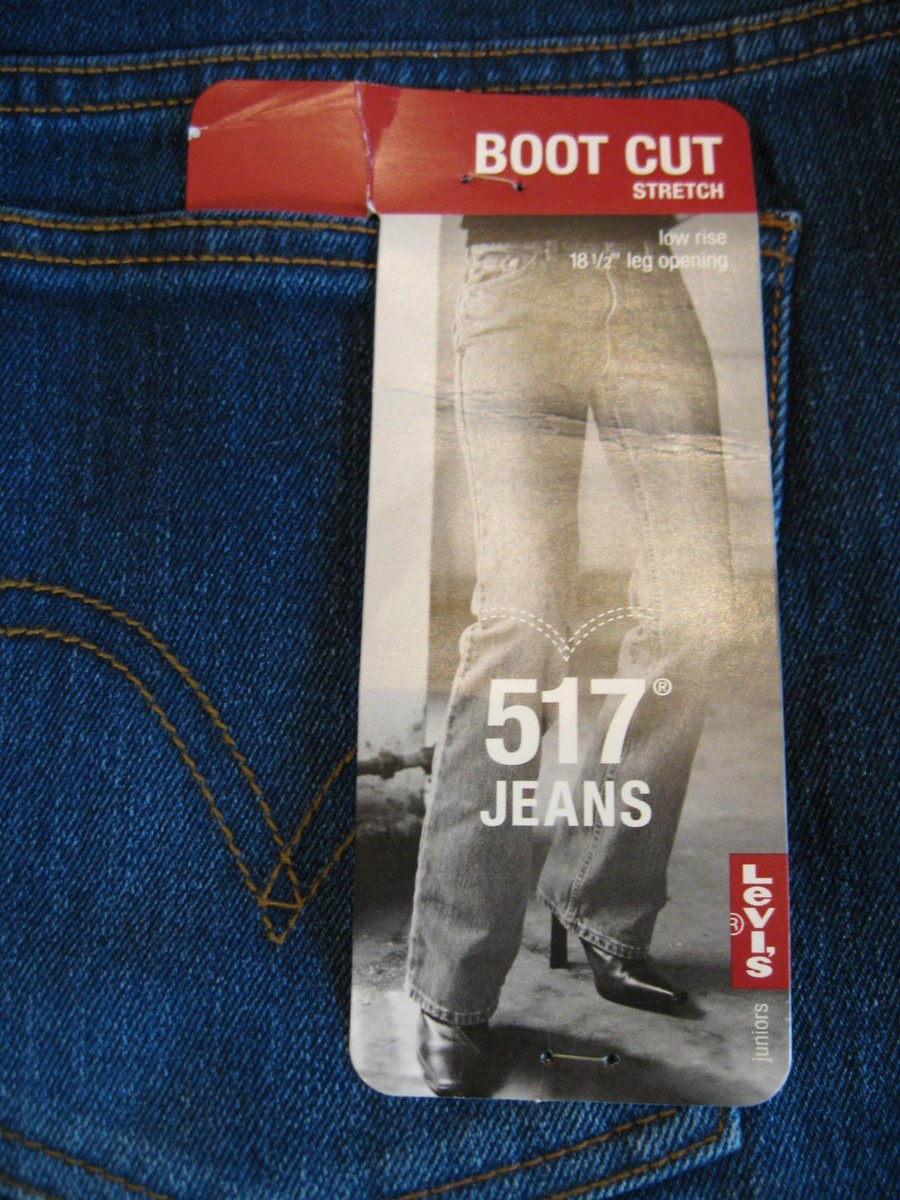 BOOT CUT
STRETCH
low rise
18 1/2" leg opening
517®
JEANS
Levi's
®
juniors